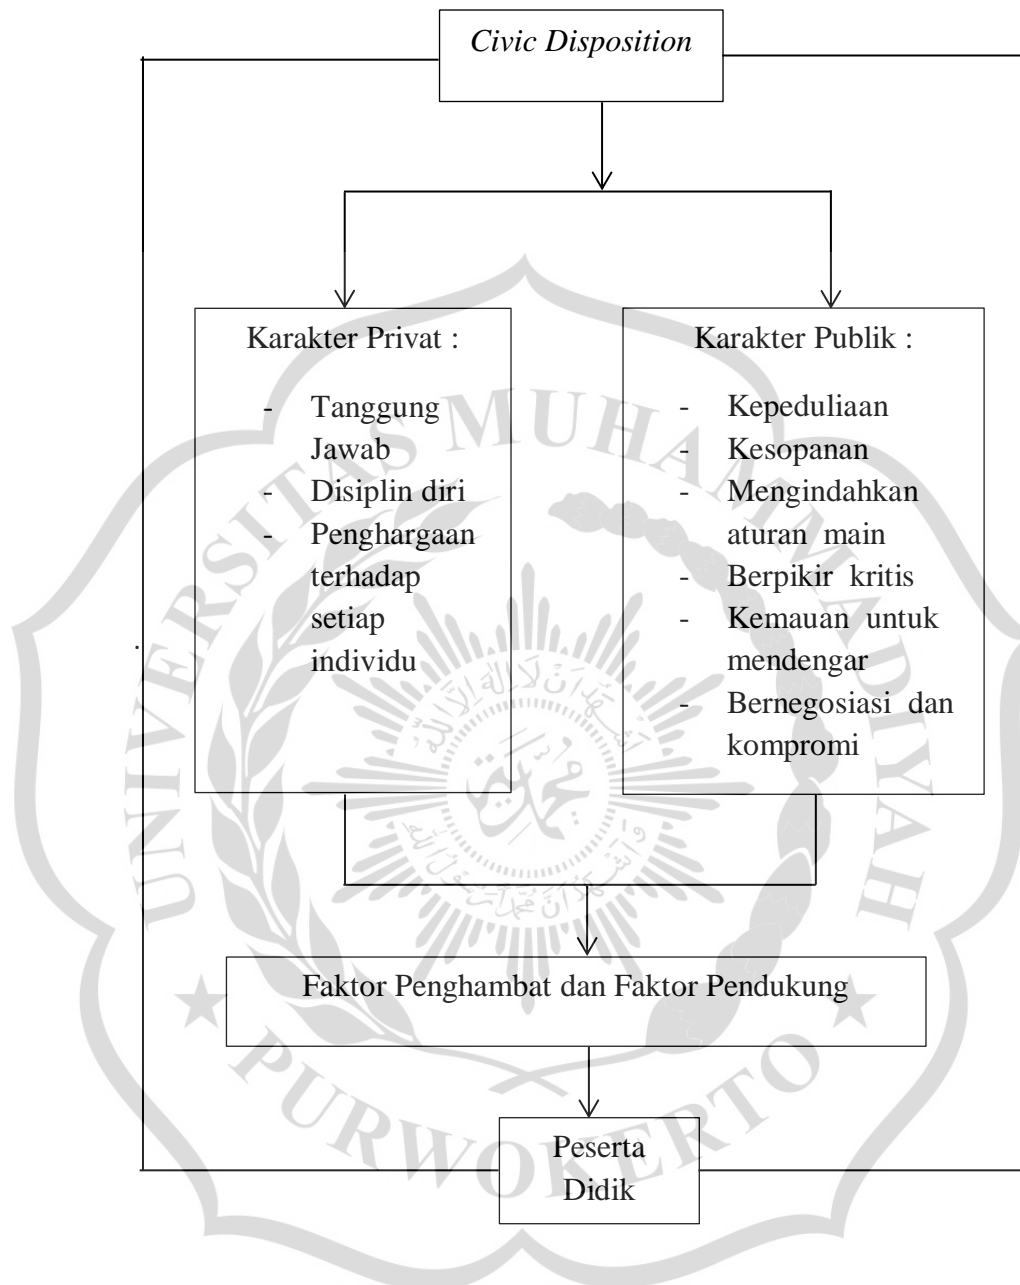 Civic Disposition
Karakter Privat :
- Tanggung
Jawab
- Disiplin diri
- Penghargaan
terhadap
setiap
individu
Karakter Publik :
- Kepeduliaan
- Kesopanan
- Mengindahkan
aturan main
- Berpikir kritis
- Kemauan untuk
mendengar
- Bernegosiasi dan
kompromi
.
Faktor Penghambat dan Faktor Pendukung
Peserta
Didik
UNIVERSITAS MUHAMMADIYAH
PURWOKERTO